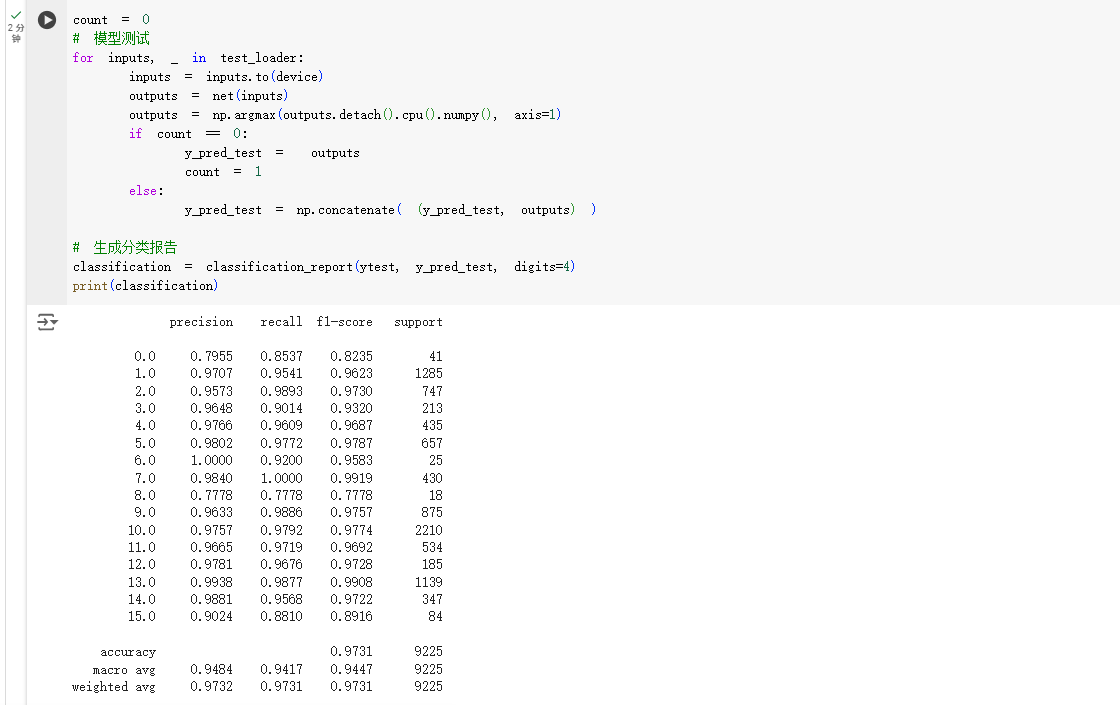 2 分
钟
count = 0
# 模型测试
for inputs, _ in test_loader:
inputs = inputs.to(device)
outputs = net(inputs)
outputs = np.argmax(outputs.detach().cpu().numpy(), axis=1)
if count == 0:
y_pred_test = outputs
count = 1
else:
y_pred_test = np.concatenate( (y_pred_test, outputs) )
# 生成分类报告
classification = classification_report(ytest, y_pred_test, digits=4)
print(classification)
precision recall f1-score support
0.0 0.7955 0.8537 0.8235 41
1.0 0.9707 0.9541 0.9623 1285
2.0 0.9573 0.9893 0.9730 747
3.0 0.9648 0.9014 0.9320 213
4.0 0.9766 0.9609 0.9687 435
5.0 0.9802 0.9772 0.9787 657
6.0 1.0000 0.9200 0.9583 25
7.0 0.9840 1.0000 0.9919 430
8.0 0.7778 0.7778 0.7778 18
9.0 0.9633 0.9886 0.9757 875
10.0 0.9757 0.9792 0.9774 2210
11.0 0.9665 0.9719 0.9692 534
12.0 0.9781 0.9676 0.9728 185
13.0 0.9938 0.9877 0.9908 1139
14.0 0.9881 0.9568 0.9722 347
15.0 0.9024 0.8810 0.8916 84
accuracy 0.9731 9225
macro avg 0.9484 0.9417 0.9447 9225
weighted avg 0.9732 0.9731 0.9731 9225